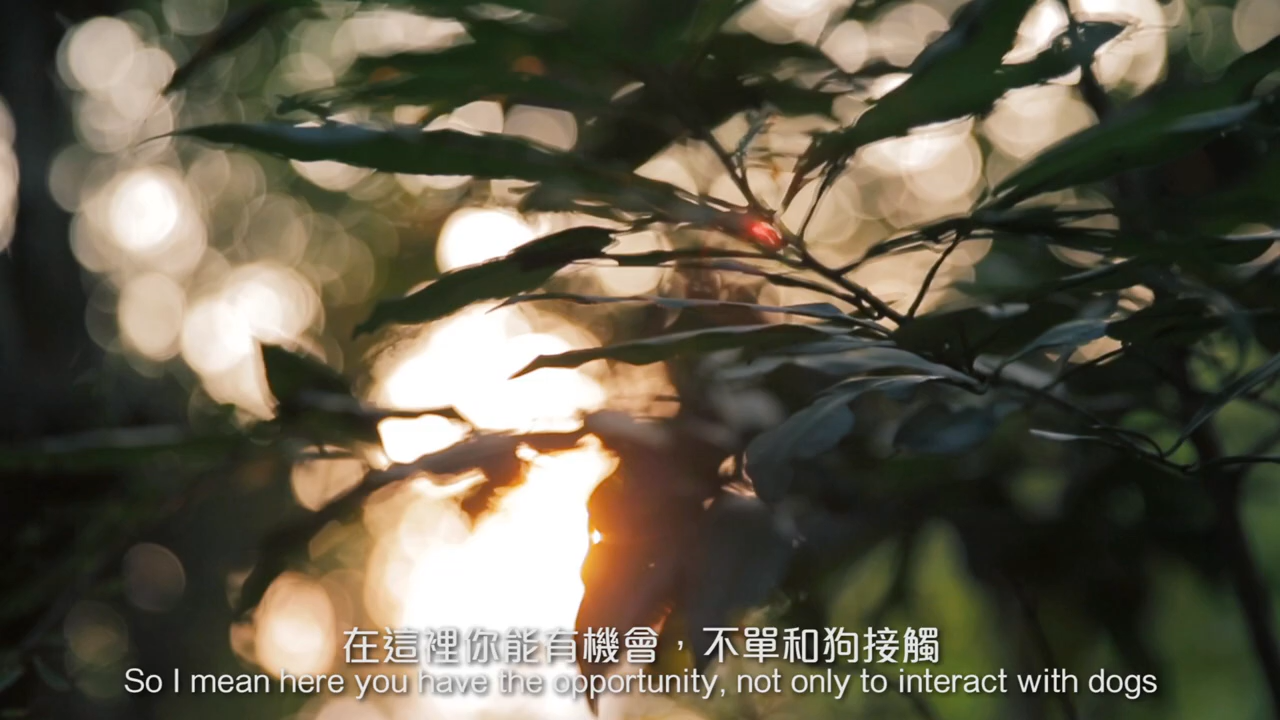 在這裡你能有機會，不單和狗接觸
So I mean here you have the opportunity, not only to interact with dogs